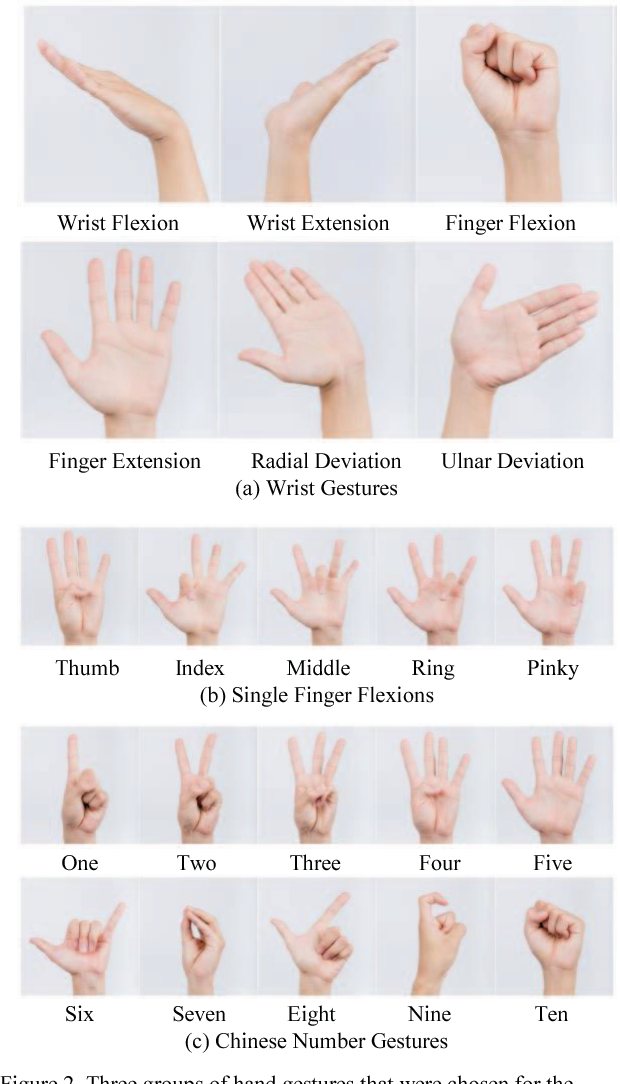 Wrist Flexion Wrist Extension Finger Flexion
Finger Extension Radial Deviation Ulnar Deviation
(a) Wrist Gestures
Thumb Index Middle Ring Pinky
(b) Single Finger Flexions
One Two Three Four Five
Six Seven Eight Nine Ten
(c) Chinese Number Gestures
Figure 2. Three groups of hand gestures that were chosen for the